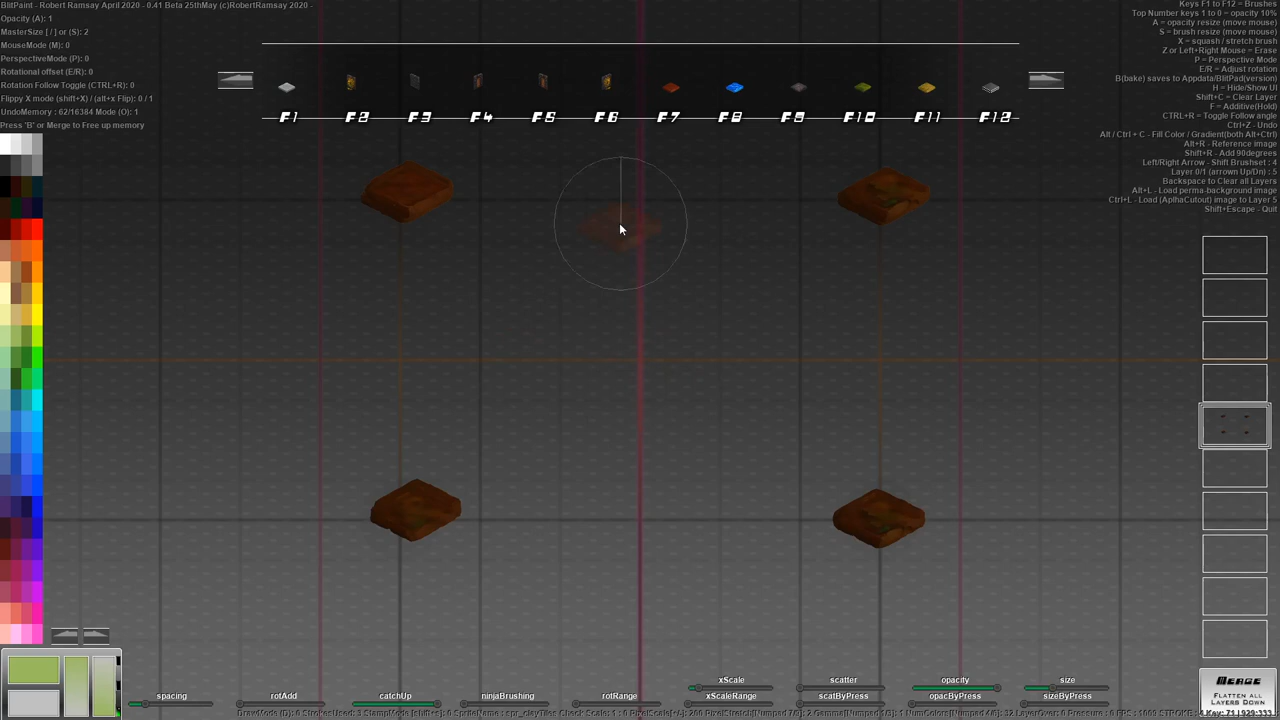 BlitPaint - Robert Ramsay April 2020 - 0.41 Beta 25thMay (c)RobertRamsay 2020 -
Opacity (A): 1
MasterSize [ / ] or (S): 2
MouseMode (M): 0
PerspectiveMode (P): 0
Rotational offset (E/R): 0
Rotation Follow Toggle (CTRL+R): 0
Flippy X mode (shift+X) / (alt+x Flip): 0 / 1
UndoMemory : 62/16384 Mode (O): 1
Press 'B' or Merge to Free up memory
Keys F1 to F12 = Brushes
Top Number keys 1 to 0 = opacity 10%
A = opacity resize (move mouse)
S = brush resize (move mouse)
X = squash / stretch brush
Z or Left+Right Mouse = Erase
P = Perspective Mode
E/R = Adjust rotation
B(bake) saves to Appdata/BlitPad(version)
H = Hide/Show UI
Shift+C = Clear Layer
F = Additive(Hold)
CTRL+R = Toggle Follow angle
Ctrl+Z - Undo
Alt / Ctrl + C - Fill Color / Gradient(both Alt+Ctrl)
Alt+R - Reference image
Shift+R - Add 90degrees
Left/Right Arrow - Shift Brushset : 4
Layer 0/1 (arrown Up/Dn) : 5
Backspace to Clear all Layers
Alt+L - Load perma-background image
Ctrl+L - Load (AplhaCutout) image to Layer 5
Shift+Escape - Quit
F1 F2 F3 F4 F5 F6 F7 F8 F9 F10 F11 F12
xScale scatter opacity size
spacing rotAdd catchUp ninjaBrushing rotRange xScaleRange scatByPress opacByPress sizeByPress
MERGE
FLATTEN ALL
LAYERS DOWN